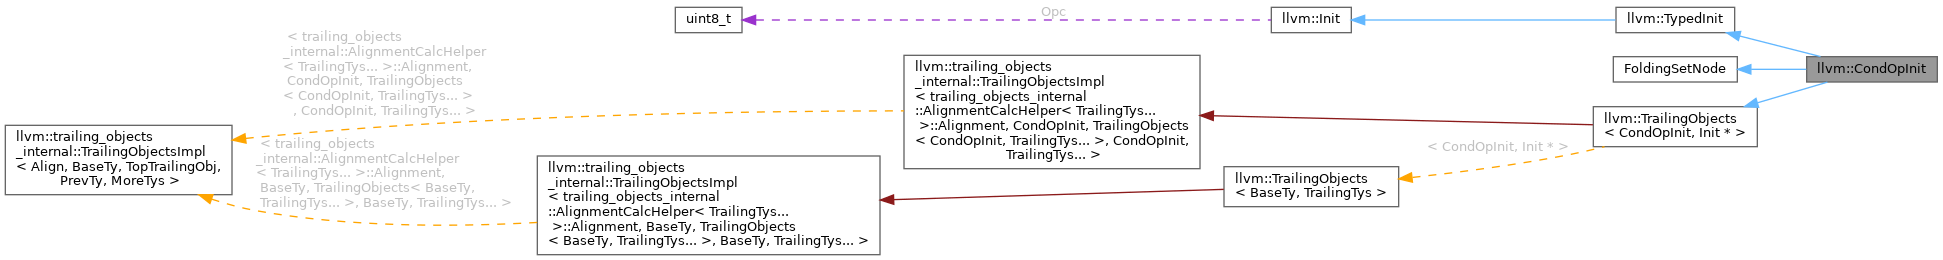 uint8_t
Opc
llvm::Init
llvm::TypedInit
llvm::CondOpInit
FoldingSetNode
llvm::TrailingObjects
< CondOpInit, Init * >
llvm::trailing_objects
_internal::TrailingObjectsImpl
< trailing_objects_internal
::AlignmentCalcHelper< TrailingTys...
>::Alignment, CondOpInit, TrailingObjects
< CondOpInit, TrailingTys... >, CondOpInit,
TrailingTys... >
< trailing_objects
_internal::AlignmentCalcHelper
< TrailingTys... >::Alignment,
CondOpInit, TrailingObjects
< CondOpInit, TrailingTys... >
, CondOpInit, TrailingTys... >
llvm::trailing_objects
_internal::TrailingObjectsImpl
< Align, BaseTy, TopTrailingObj,
PrevTy, MoreTys >
< trailing_objects
_internal::AlignmentCalcHelper
< TrailingTys... >::Alignment,
BaseTy, TrailingObjects< BaseTy,
TrailingTys... >, BaseTy, TrailingTys... >
llvm::trailing_objects
_internal::TrailingObjectsImpl
< trailing_objects_internal
::AlignmentCalcHelper< TrailingTys...
>::Alignment, BaseTy, TrailingObjects
< BaseTy, TrailingTys... >, BaseTy, TrailingTys... >
< CondOpInit, Init * >
llvm::TrailingObjects
< BaseTy, TrailingTys >